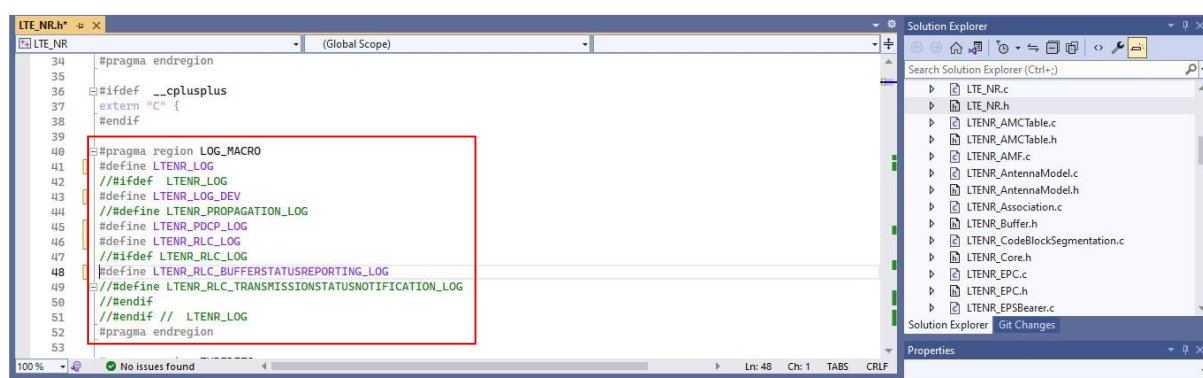 LTE_NR.h*
LTE_NR
(Global Scope)
34 #pragma endregion
35
36 #ifdef __cplusplus
37 extern "C" {
38 #endif
39
40 #pragma region LOG_MACRO
41 #define LTENR_LOG
42 //#ifdef LTENR_LOG
43 #define LTENR_LOG_DEV
44 //#define LTENR_PROPAGATION_LOG
45 #define LTENR_PDCP_LOG
46 #define LTENR_RLC_LOG
47 //#ifdef LTENR_RLC_LOG
48 #define LTENR_RLC_BUFFERSTATUSREPORTING_LOG
49 //#define LTENR_RLC_TRANSMISSIONSTATUSNOTIFICATION_LOG
50 //#endif
51 //#endif // LTENR_LOG
52 #pragma endregion
53
100 % No issues found Ln: 48 Ch: 1 TABS CRLF
Solution Explorer
Search Solution Explorer (Ctrl+;)
LTE_NR.c
LTE_NR.h
LTENR_AMCTable.c
LTENR_AMCTable.h
LTENR_AMF.c
LTENR_AntennaModel.c
LTENR_AntennaModel.h
LTENR_Association.c
LTENR_Buffer.h
LTENR_CodeBlockSegmentation.c
LTENR_Core.h
LTENR_EPC.c
LTENR_EPC.h
LTENR_EPSBearer.c
Solution Explorer Git Changes
Properties